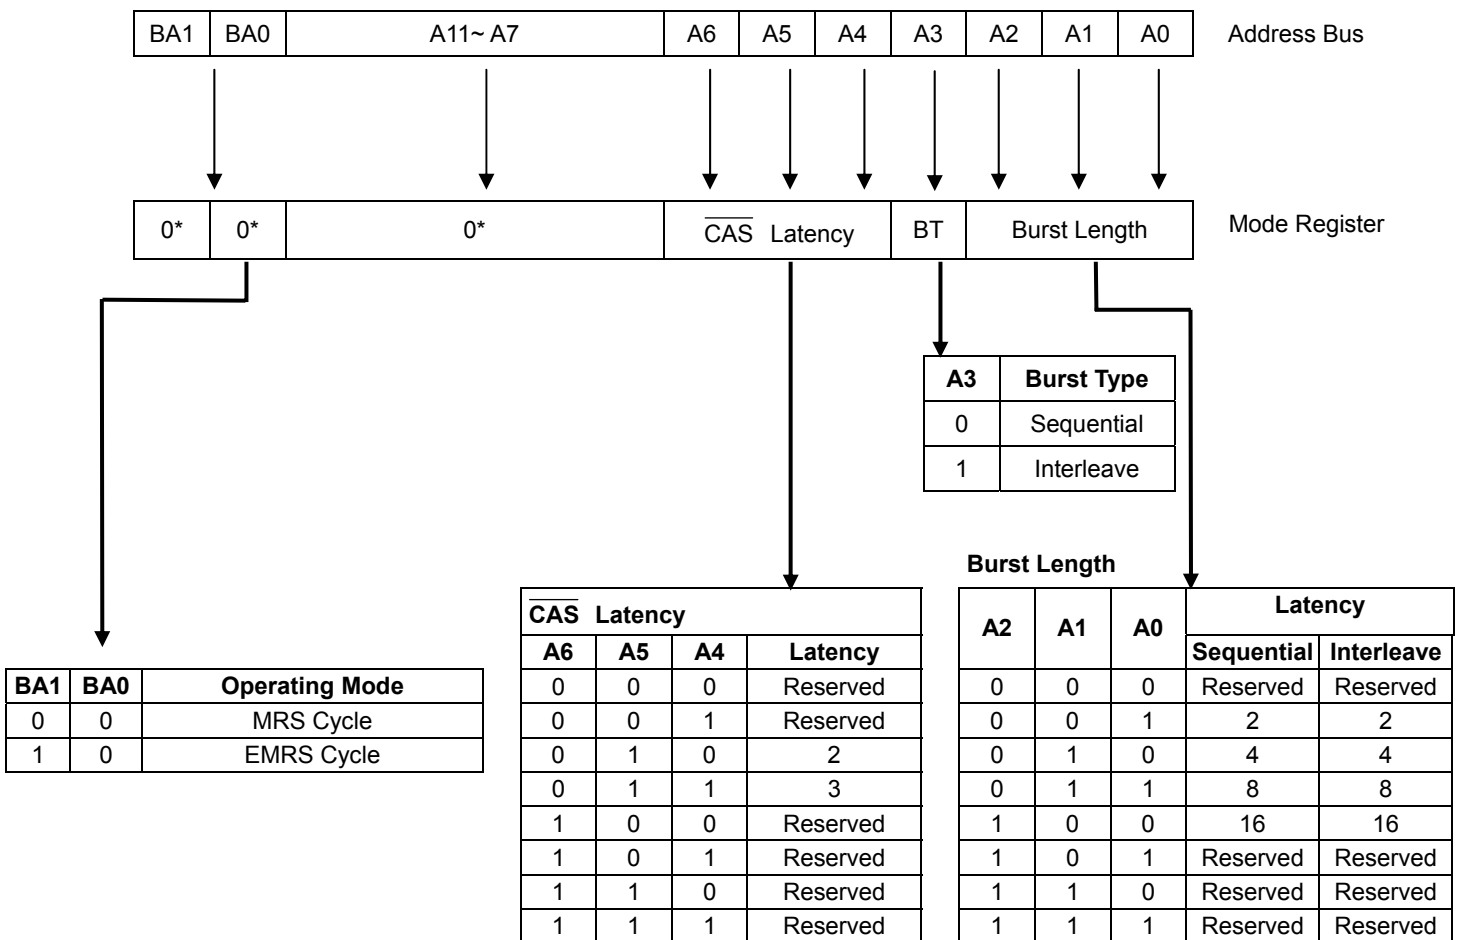 BA1 BA0 A11~ A7 A6 A5 A4 A3 A2 A1 A0 Address Bus
0* 0* 0* CAS Latency BT Burst Length Mode Register
A3 Burst Type
0 Sequential
1 Interleave
BA1 BA0 Operating Mode
0 0 MRS Cycle
1 0 EMRS Cycle
CAS Latency
A6 A5 A4 Latency
0 0 0 Reserved
0 0 1 Reserved
0 1 0 2
0 1 1 3
1 0 0 Reserved
1 0 1 Reserved
1 1 0 Reserved
1 1 1 Reserved
Burst Length
A2 A1 A0 Latency
Sequential Interleave
0 0 0 Reserved Reserved
0 0 1 2 2
0 1 0 4 4
0 1 1 8 8
1 0 0 16 16
1 0 1 Reserved Reserved
1 1 0 Reserved Reserved
1 1 1 Reserved Reserved